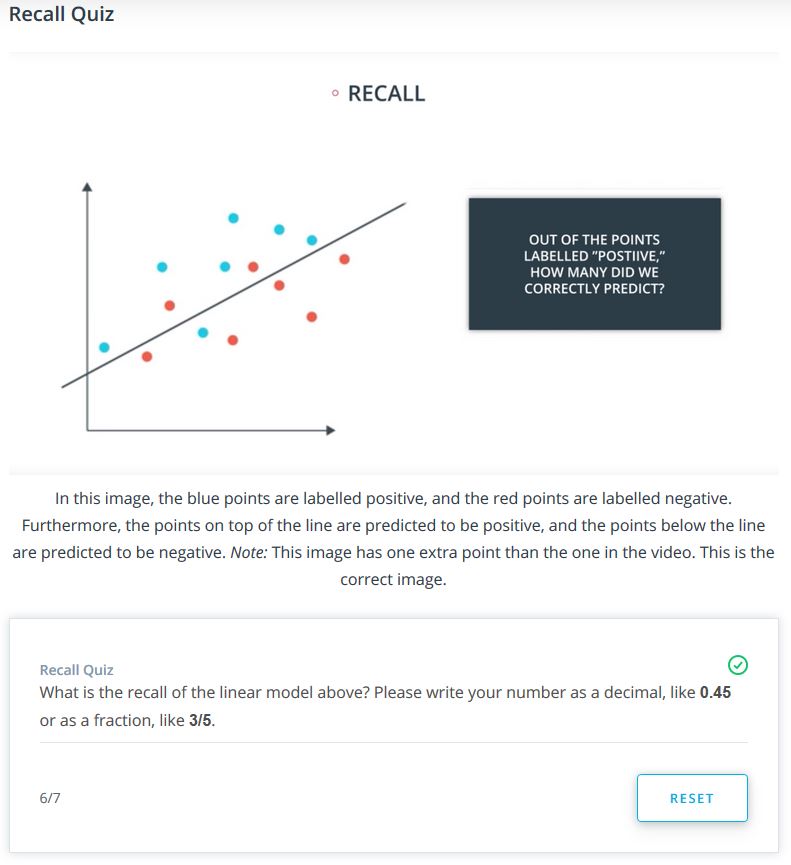 Recall Quiz
RECALL
OUT OF THE POINTS
LABELLED "POSTIIVE,"
HOW MANY DID WE
CORRECTLY PREDICT?
In this image, the blue points are labelled positive, and the red points are labelled negative.
Furthermore, the points on top of the line are predicted to be positive, and the points below the line
are predicted to be negative. Note: This image has one extra point than the one in the video. This is the
correct image.
Recall Quiz
What is the recall of the linear model above? Please write your number as a decimal, like 0.45
or as a fraction, like 3/5.
6/7
RESET